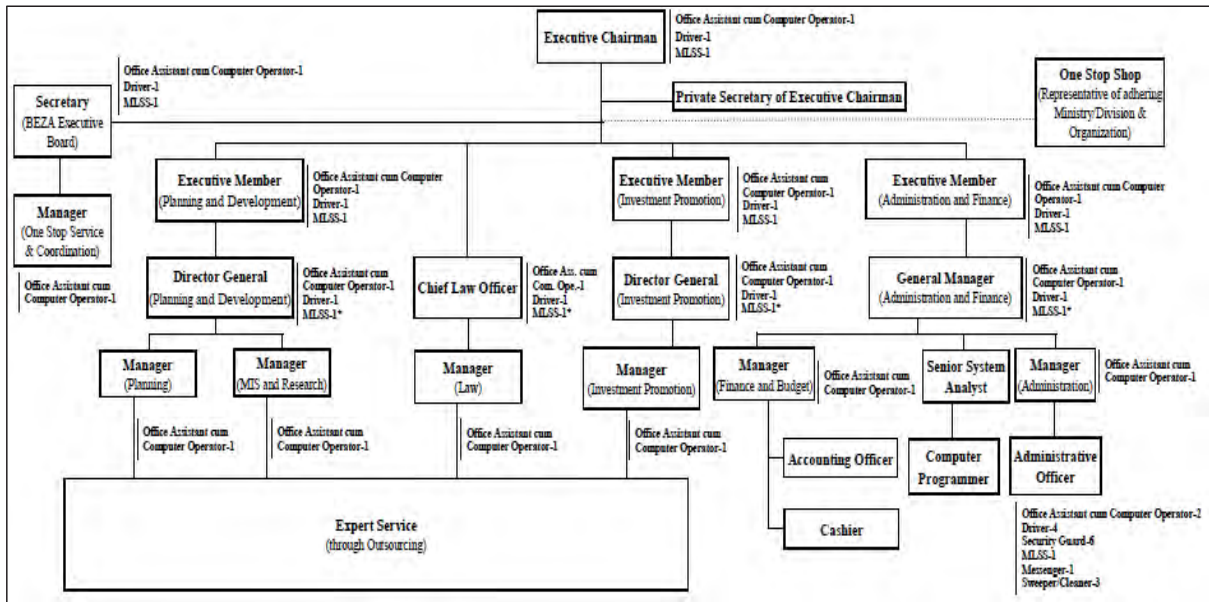 Executive Chairman
Office Assistant cum Computer Operator-1
Driver-1
MLSS-1
Office Assistant cum Computer Operator-1
Driver-1
MLSS-1
Secretary
(BEZA Executive
Board)
Private Secretary of Executive Chairman
One Stop Shop
(Representative of adhering
Ministry/Division &
Organization)
Manager
(One Stop Service
& Coordination)
Office Assistant cum
Computer Operator-1
Executive Member
(Planning and Development)
Office Assistant cum Computer
Operator-1
Driver-1
MLSS-1
Executive Member
(Investment Promotion)
Office Assistant cum
Computer Operator-1
Driver-1
MLSS-1
Executive Member
(Administration and Finance)
Office Assistant cum Computer
Operator-1
Driver-1
MLSS-1
Director General
(Planning and Development)
Office Assistant cum
Computer Operator-1
Driver-1
MLSS-1*
Chief Law Officer
Office Ass. cum
Com. Ope.-1
Driver-1
MLSS-1*
Director General
(Investment Promotion)
Office Assistant cum
Computer Operator-1
Driver-1
MLSS-1*
General Manager
(Administration and Finance)
Office Assistant cum
Computer Operator-1
Driver-1
MLSS-1*
Manager
(Planning)
Manager
(MIS and Research)
Manager
(Law)
Manager
(Investment Promotion)
Manager
(Finance and Budget)
Office Assistant cum
Computer Operator-1
Senior System
Analyst
Manager
(Administration)
Office Assistant cum
Computer Operator-1
Office Assistant cum
Computer Operator-1
Office Assistant cum
Computer Operator-1
Office Assistant cum
Computer Operator-1
Office Assistant cum
Computer Operator-1
Accounting Officer
Cashier
Computer
Programmer
Administrative
Officer
Office Assistant cum Computer Operator-2
Driver-4
Security Guard-6
MLSS-1
Messenger-1
Sweeper/Cleaner-3
Expert Service
(through Outsourcing)